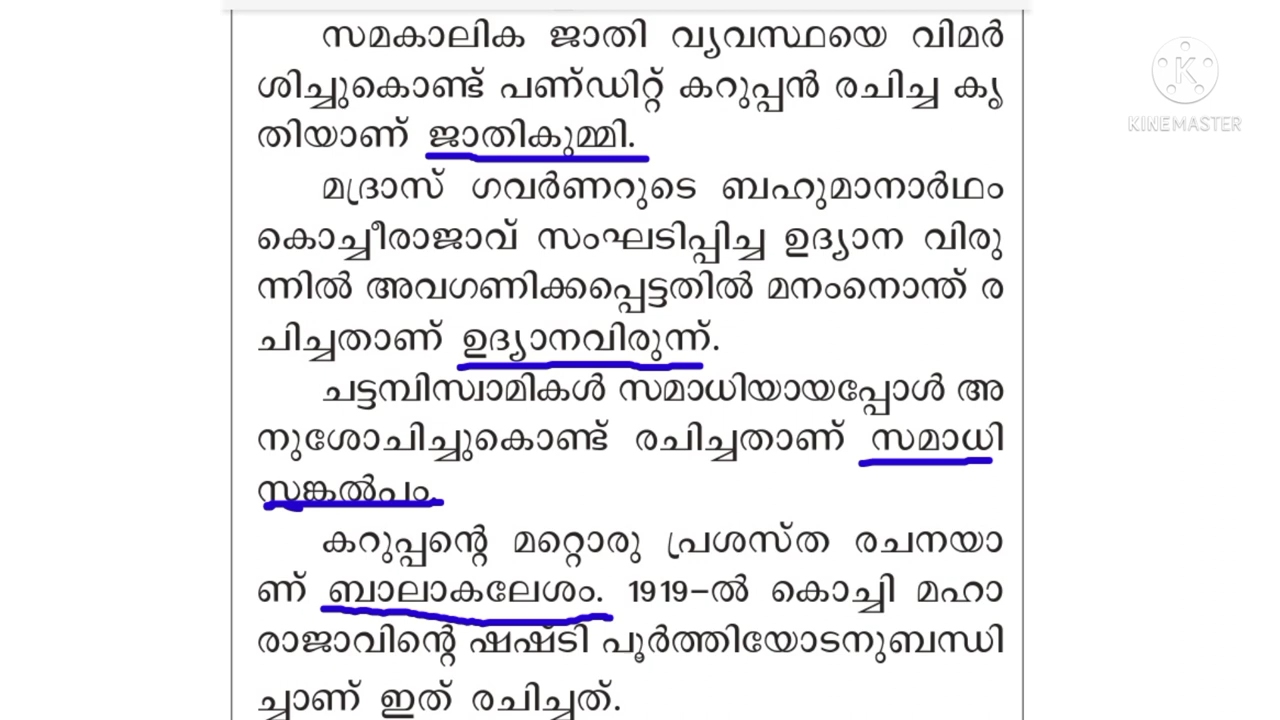 സമകാലിക ജാതി വ്യവസ്ഥയെ വിമർ
ശിച്ചുകൊണ്ട് പണ്ഡിറ്റ് കറുപ്പൻ രചിച്ച കൃ
തിയാണ് ജാതികുമ്മി.
മദ്രാസ് ഗവർണറുടെ ബഹുമാനാർഥം
കൊച്ചീരാജാവ് സംഘടിപ്പിച്ച ഉദ്യാന വിരു
ന്നിൽ അവഗണിക്കപ്പെട്ടതിൽ മനംനൊന്ത് ര
ചിച്ചതാണ് ഉദ്യാനവിരുന്ന്.
ചട്ടമ്പിസ്വാമികൾ സമാധിയായപ്പോൾ അ
നുശോചിച്ചുകൊണ്ട് രചിച്ചതാണ് സമാധി
സങ്കൽപം.
കറുപ്പന്റെ മറ്റൊരു പ്രശസ്ത രചനയാ
ണ് ബാലാകലേശം. 1919-ൽ കൊച്ചി മഹാ
രാജാവിന്റെ ഷഷ്ടി പൂർത്തിയോടനുബന്ധി
ച്ചാണ് ഇത് രചിച്ചത്.
KINEMASTER